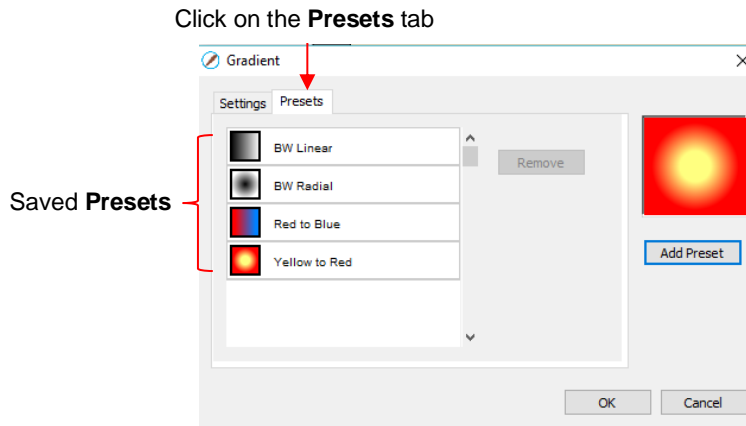 Click on the Presets tab
Gradient
Settings Presets
BW Linear
Remove
BW Radial
Saved Presets
Red to Blue
Add Preset
Yellow to Red
OK Cancel